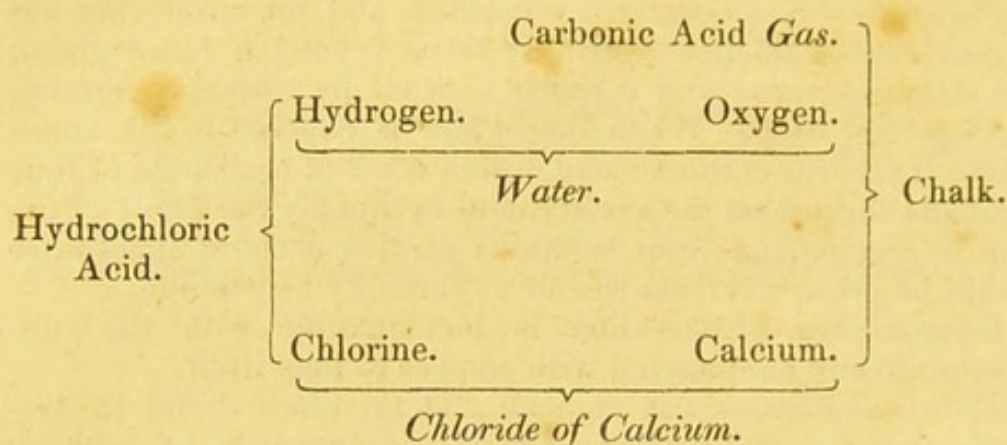 Carbonic Acid Gas.
Hydrogen. Oxygen.
Water.
Chalk.
Hydrochloric
Acid.
Chlorine. Calcium.
Chloride of Calcium.